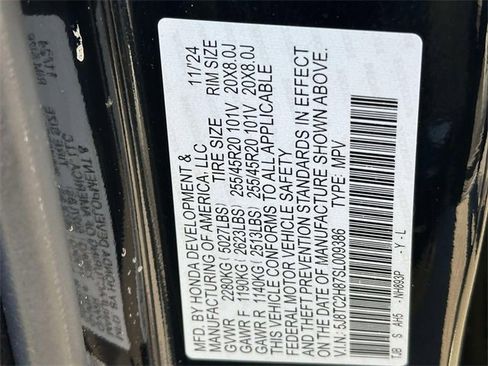 MFD. BY HONDA DEVELOPMENT & 11/24
MANUFACTURING OF AMERICA, LLC
TIRE SIZE RIM SIZE
GVWR 2280KG( 5027LBS)
GAWR F 1190KG( 2623LBS) 255/45R20 101V 20X8.0J
GAWR R 1140KG( 2513LBS) 255/45R20 101V 20X8.0J
THIS VEHICLE CONFORMS TO ALL APPLICABLE
FEDERAL MOTOR VEHICLE SAFETY
AND THEFT PREVENTION STANDARDS IN EFFECT
ON THE DATE OF MANUFACTURE SHOWN ABOVE.
V.I.N. 5J8TC2H87SL009386 TYPE: MPV
TJB S AH5 NH893P - Y - L